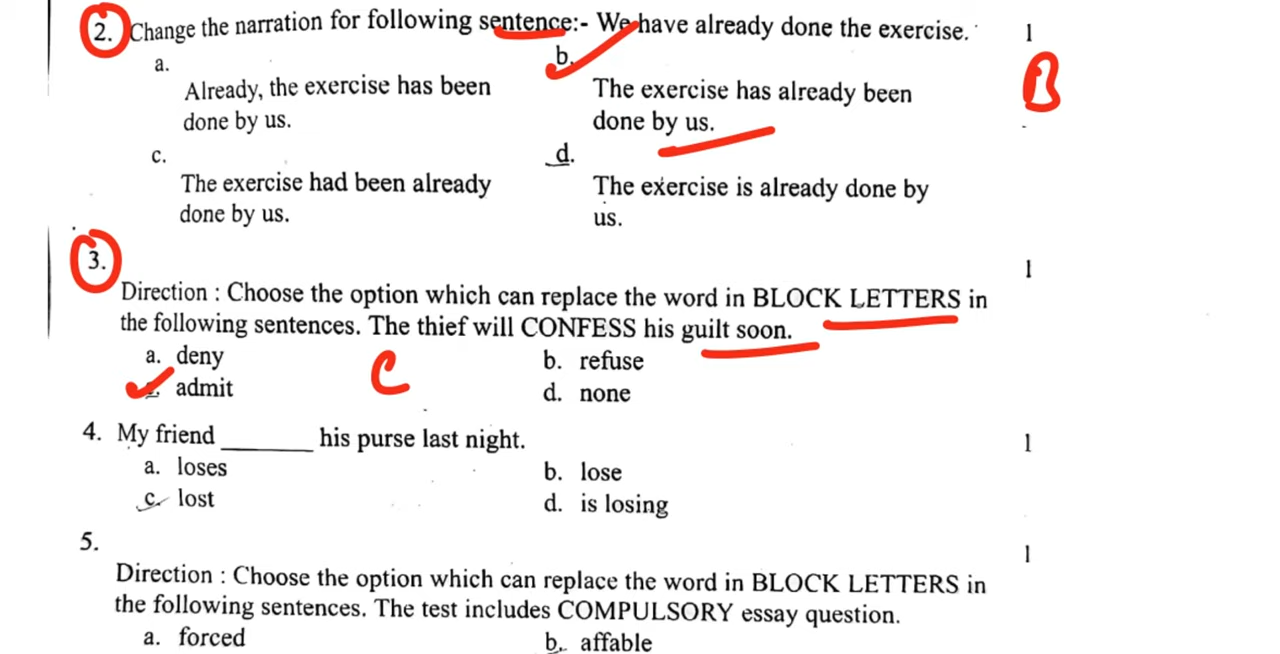 2. Change the narration for following sentence:- We have already done the exercise. 1
a. b.
Already, the exercise has been The exercise has already been B
done by us. done by us.
c. d.
The exercise had been already The exercise is already done by
done by us. us.
3. 1
Direction : Choose the option which can replace the word in BLOCK LETTERS in
the following sentences. The thief will CONFESS his guilt soon.
a. deny b. refuse
admit C d. none
4. My friend _______ his purse last night. 1
a. loses b. lose
c. lost d. is losing
5. 1
Direction : Choose the option which can replace the word in BLOCK LETTERS in
the following sentences. The test includes COMPULSORY essay question.
a. forced b. affable